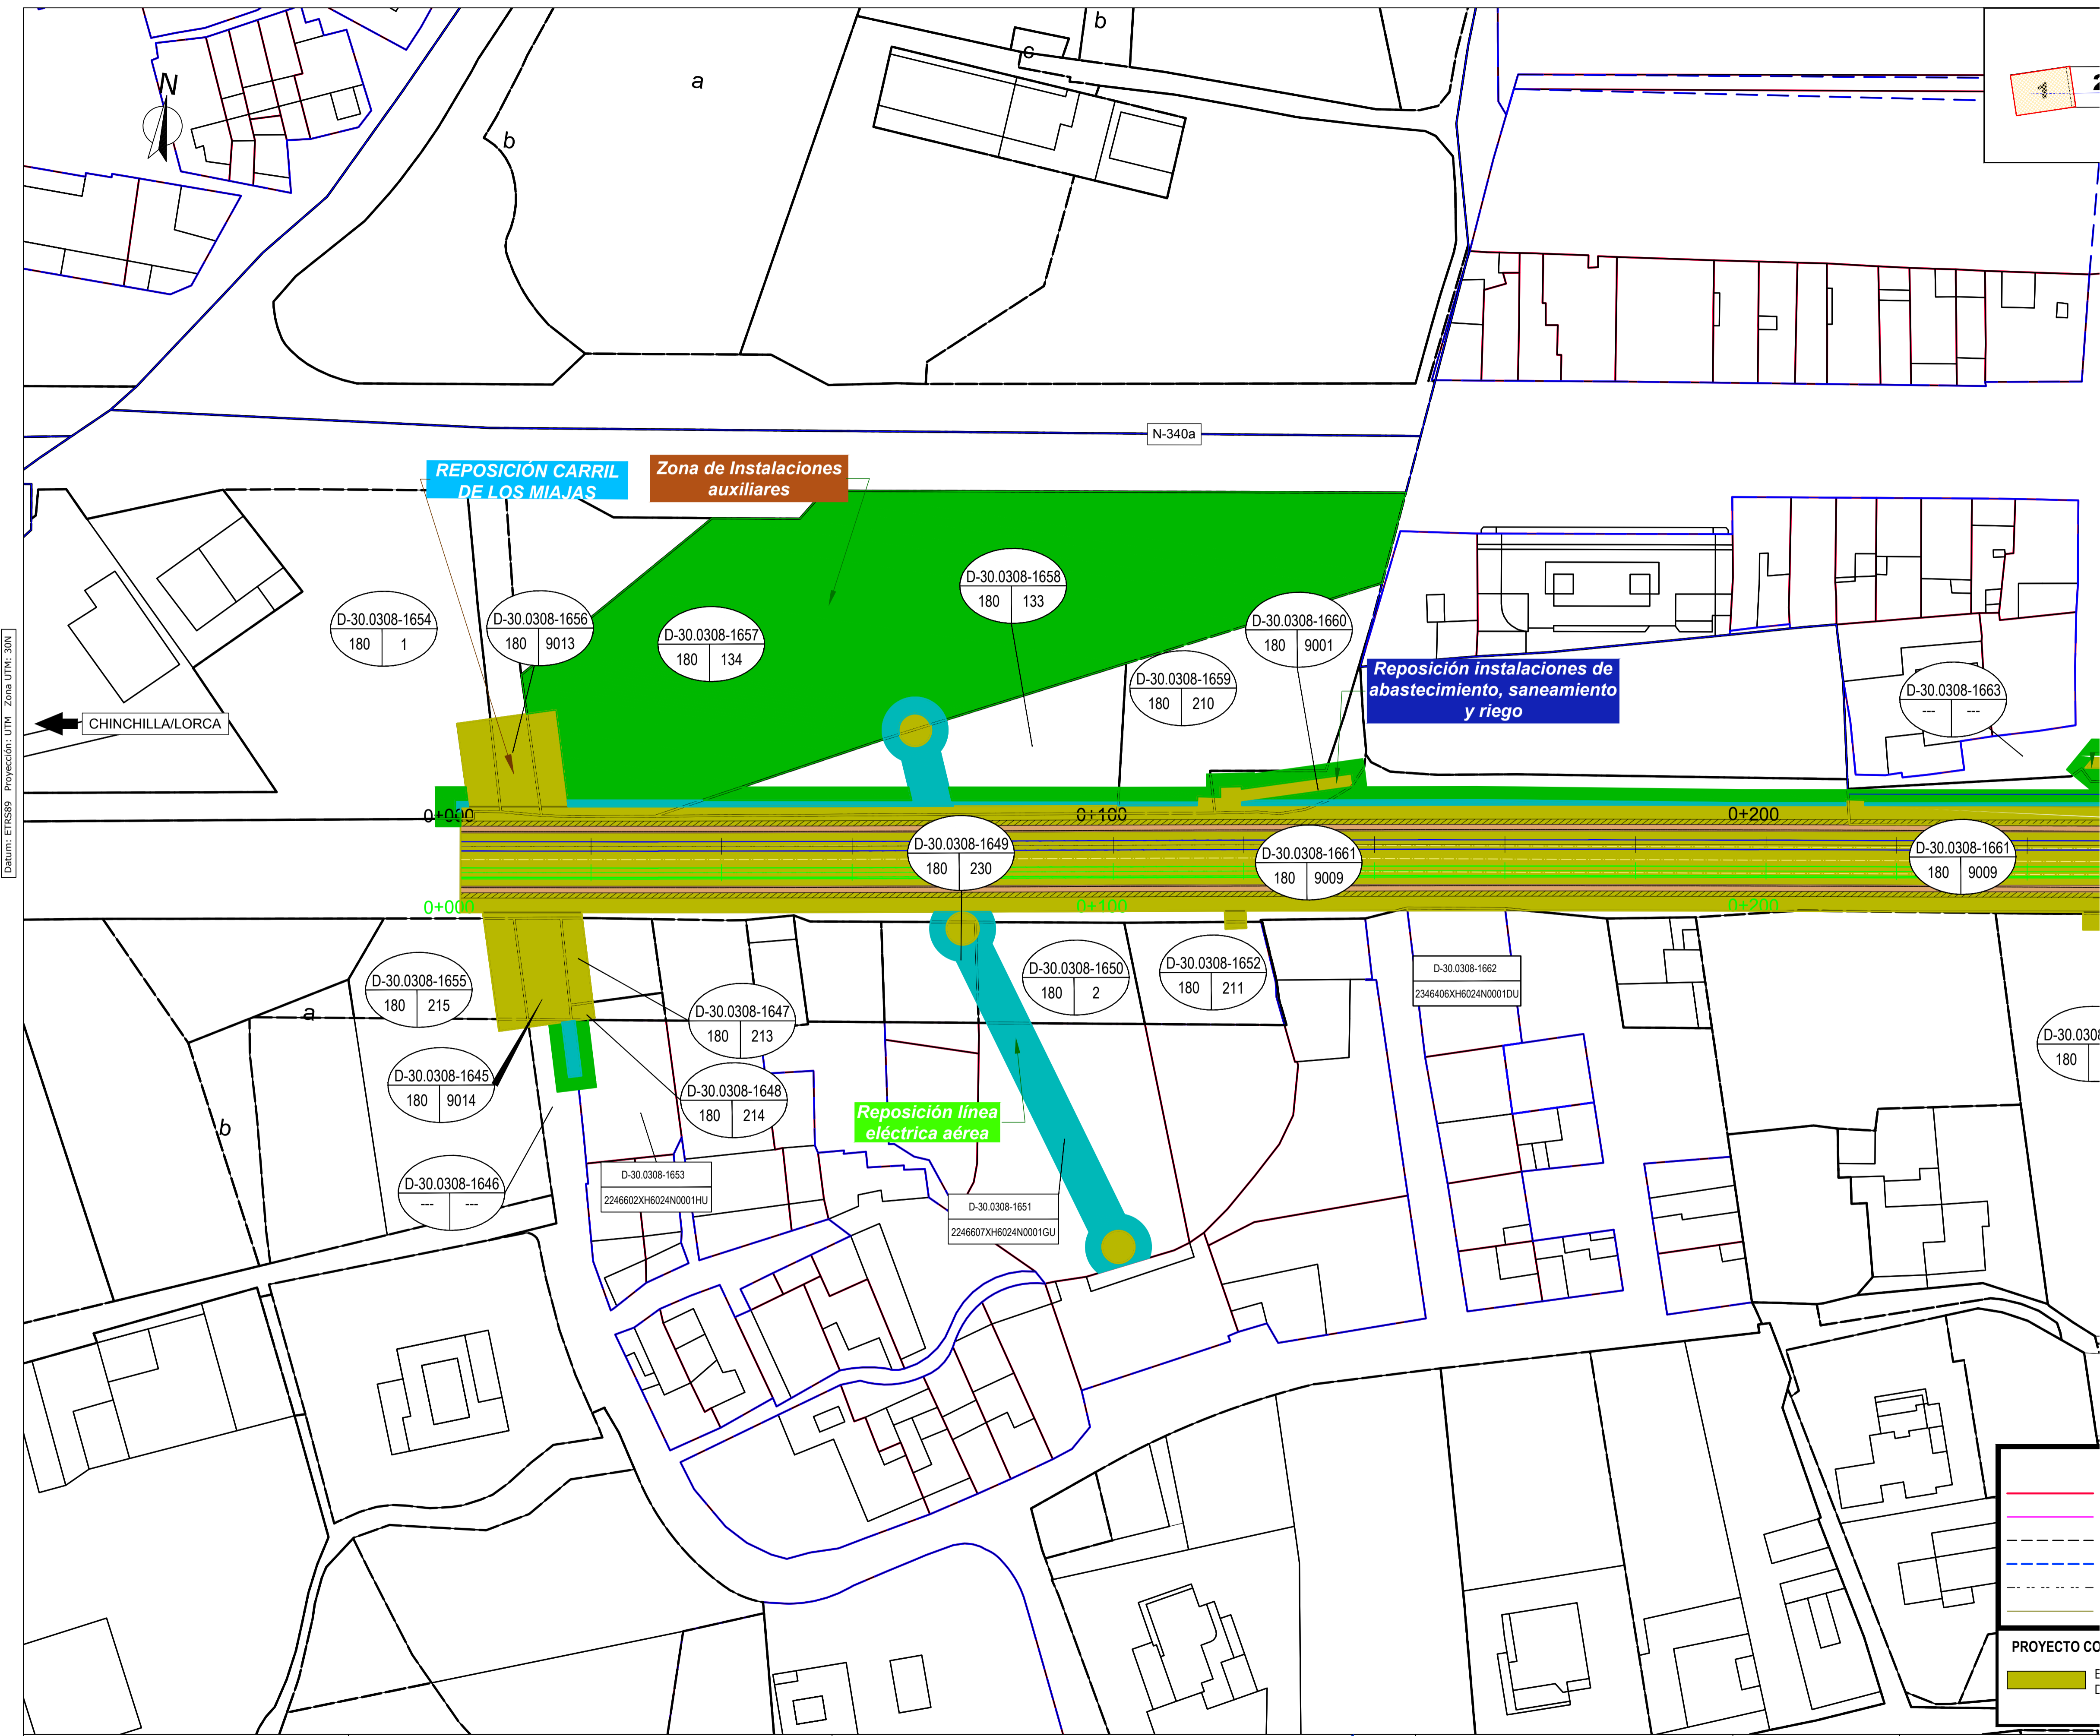 b
c
a
N
b
1
N-340a
REPOSICIÓN CARRIL
DE LOS MIAJAS
Zona de Instalaciones
auxiliares
D-30.0308-1658
180 133
D-30.0308-1654
180 1
D-30.0308-1656
180 9013
D-30.0308-1657
180 134
D-30.0308-1660
180 9001
D-30.0308-1659
180 210
Reposición instalaciones de
abastecimiento, saneamiento
y riego
D-30.0308-1663
--- ---
CHINCHILLA/LORCA
Datum: ETRS89 Proyección: UTM Zona UTM: 30N
0+000
0+100
0+200
D-30.0308-1649
180 230
D-30.0308-1661
180 9009
D-30.0308-1661
180 9009
0+000
0+100
0+200
D-30.0308-1655
180 215
D-30.0308-1650
180 2
D-30.0308-1652
180 211
D-30.0308-1662
2346406XH6024N0001DU
a
D-30.0308-1647
180 213
D-30.0308
180
D-30.0308-1645
180 9014
D-30.0308-1648
180 214
b
Reposición línea
eléctrica aérea
D-30.0308-1646
--- ---
D-30.0308-1653
2246602XH6024N0001HU
D-30.0308-1651
2246607XH6024N0001GU
PROYECTO CO